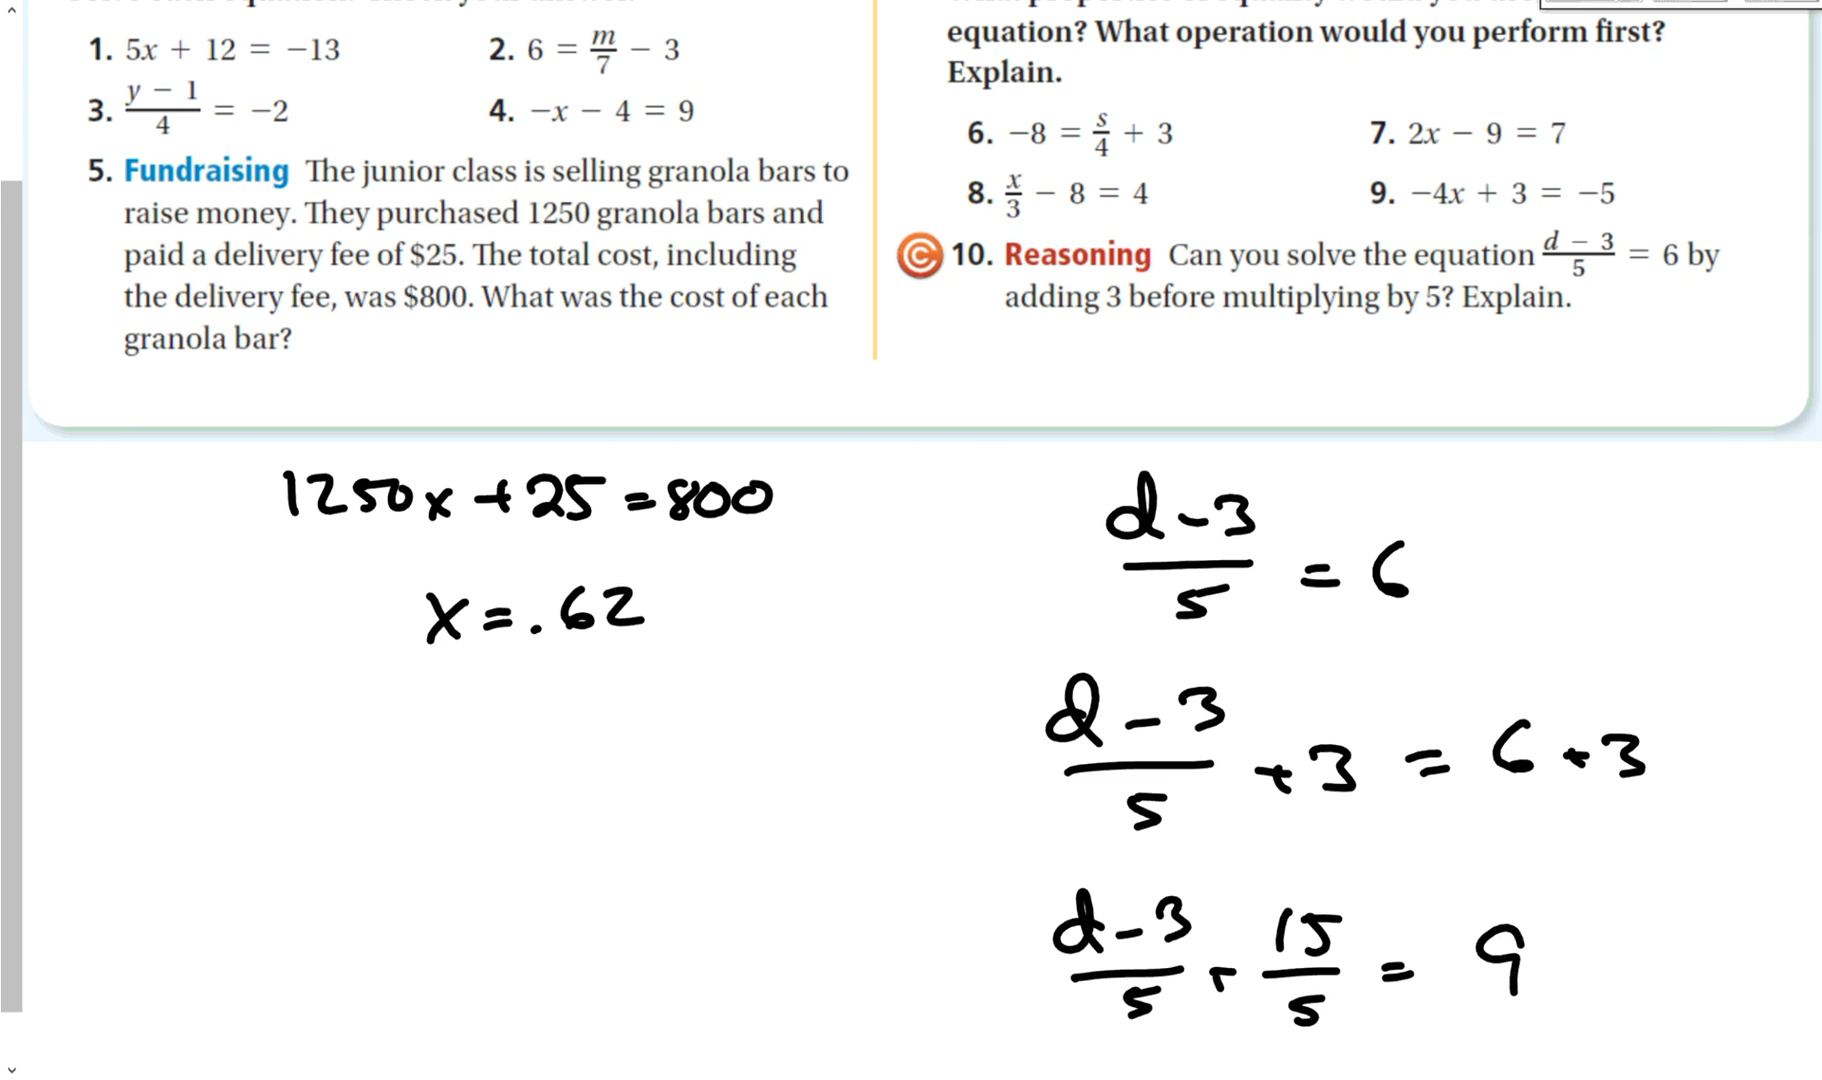 1. 5x + 12 = −13
2. 6 = m/7 − 3
3. (y − 1)/4 = −2
4. −x − 4 = 9
5. Fundraising The junior class is selling granola bars to
raise money. They purchased 1250 granola bars and
paid a delivery fee of $25. The total cost, including
the delivery fee, was $800. What was the cost of each
granola bar?
equation? What operation would you perform first?
Explain.
6. −8 = s/4 + 3
7. 2x − 9 = 7
8. x/3 − 8 = 4
9. −4x + 3 = −5
C 10. Reasoning Can you solve the equation (d − 3)/5 = 6 by
adding 3 before multiplying by 5? Explain.
1250x + 25 = 800
x = .62
(d − 3)/5 = 6
(d − 3)/5 + 3 = 6 + 3
(d − 3)/5 + 15/5 = 9